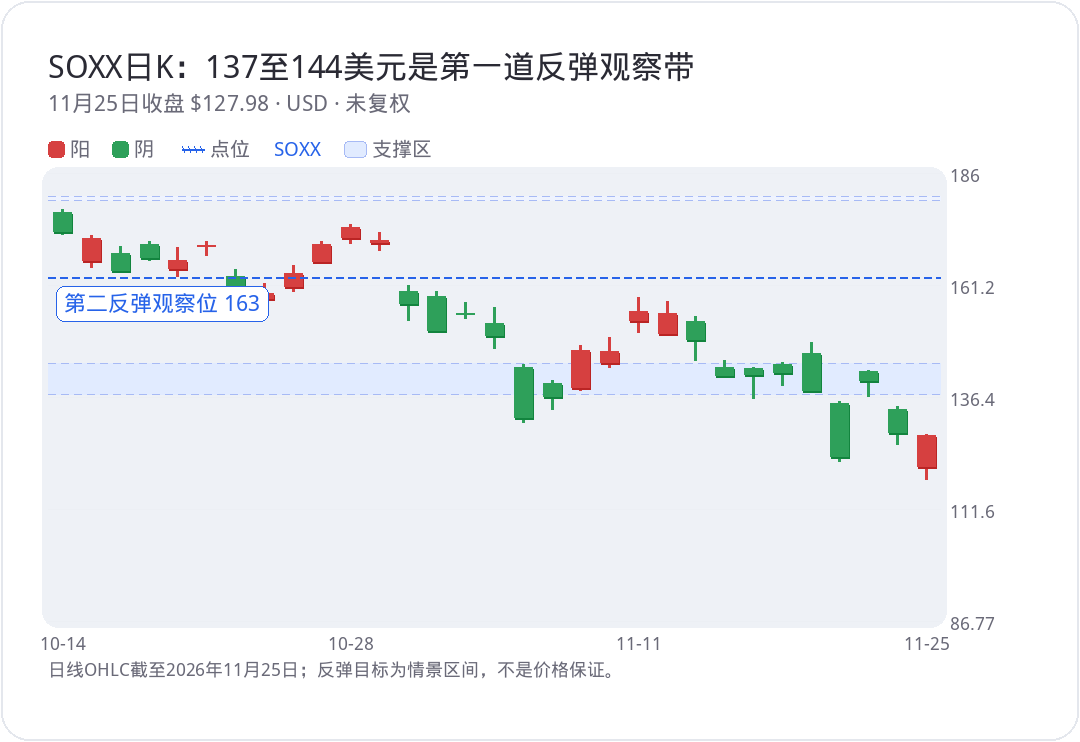 SOXX日K：137至144美元是第一道反弹观察带
11月25日收盘 $127.98 · USD · 未复权
阳 阴 点位 SOXX 支撑区
186
161.2
第二反弹观察位 163
136.4
111.6
86.77
10-14 10-28 11-11 11-25
日线OHLC截至2026年11月25日；反弹目标为情景区间，不是价格保证。